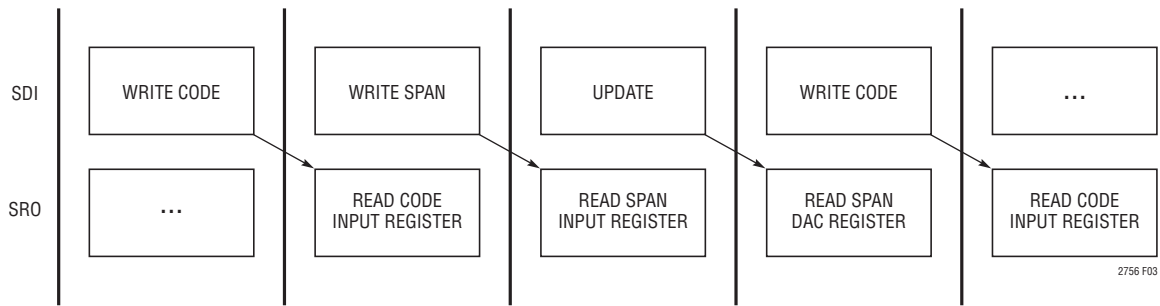 SDI
WRITE CODE
WRITE SPAN
UPDATE
WRITE CODE
...
SRO
...
READ CODE
INPUT REGISTER
READ SPAN
INPUT REGISTER
READ SPAN
DAC REGISTER
READ CODE
INPUT REGISTER
2756 F03